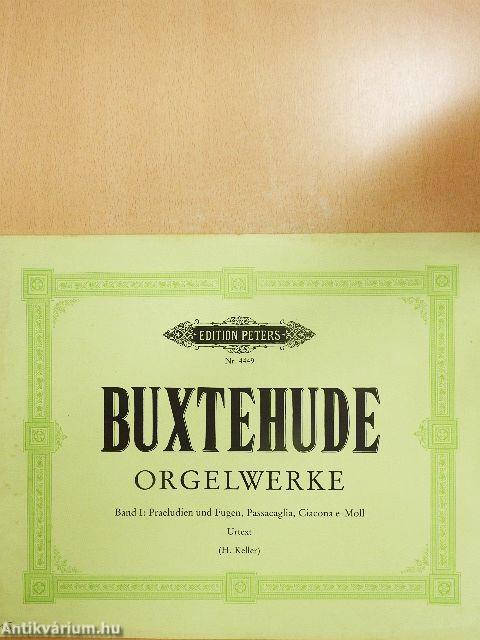 EDITION PETERS
Nr. 4449
BUXTEHUDE
ORGELWERKE
Band I: Praeludien und Fugen, Passacaglia, Ciacona e-Moll
Urtext
(H. Keller)
Antikvárium.hu